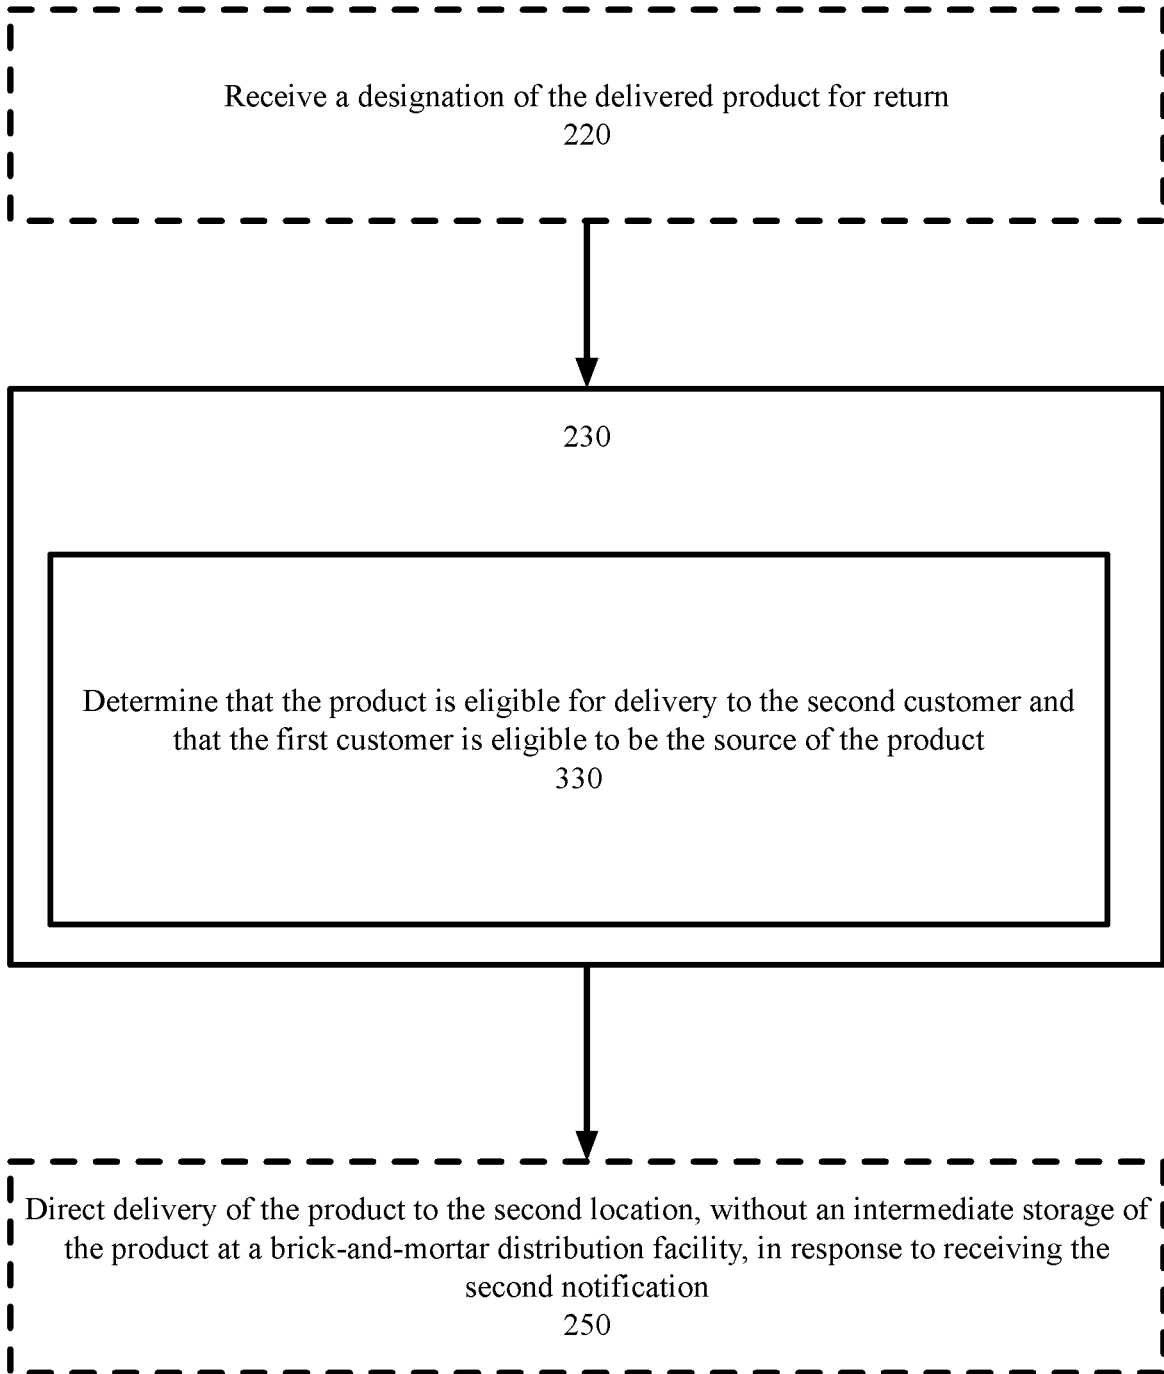 Receive a designation of the delivered product for return
220
230
Determine that the product is eligible for delivery to the second customer and
that the first customer is eligible to be the source of the product
330
Direct delivery of the product to the second location, without an intermediate storage of
the product at a brick-and-mortar distribution facility, in response to receiving the
second notification
250